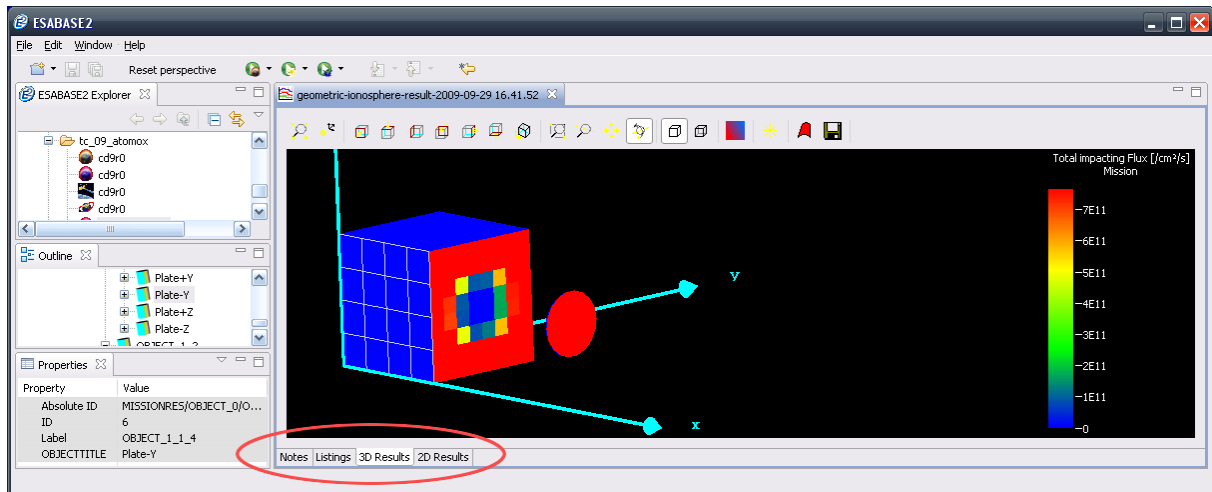 ESABASE2
File Edit Window Help
Reset perspective
ESABASE2 Explorer
tc_09_atomox
cd9r0
cd9r0
cd9r0
cd9r0
Outline
Plate+Y
Plate-Y
Plate+Z
Plate-Z
OBJECT_1_2
Properties
Property Value
Absolute ID MISSIONRES/OBJECT_0/O...
ID 6
Label OBJECT_1_1_4
OBJECTTITLE Plate-Y
geometric-ionosphere-result-2009-09-29 16.41.52
Total impacting Flux [/cm²/s]
Mission
7E11
6E11
5E11
4E11
3E11
2E11
1E11
0
y
x
Notes Listings 3D Results 2D Results